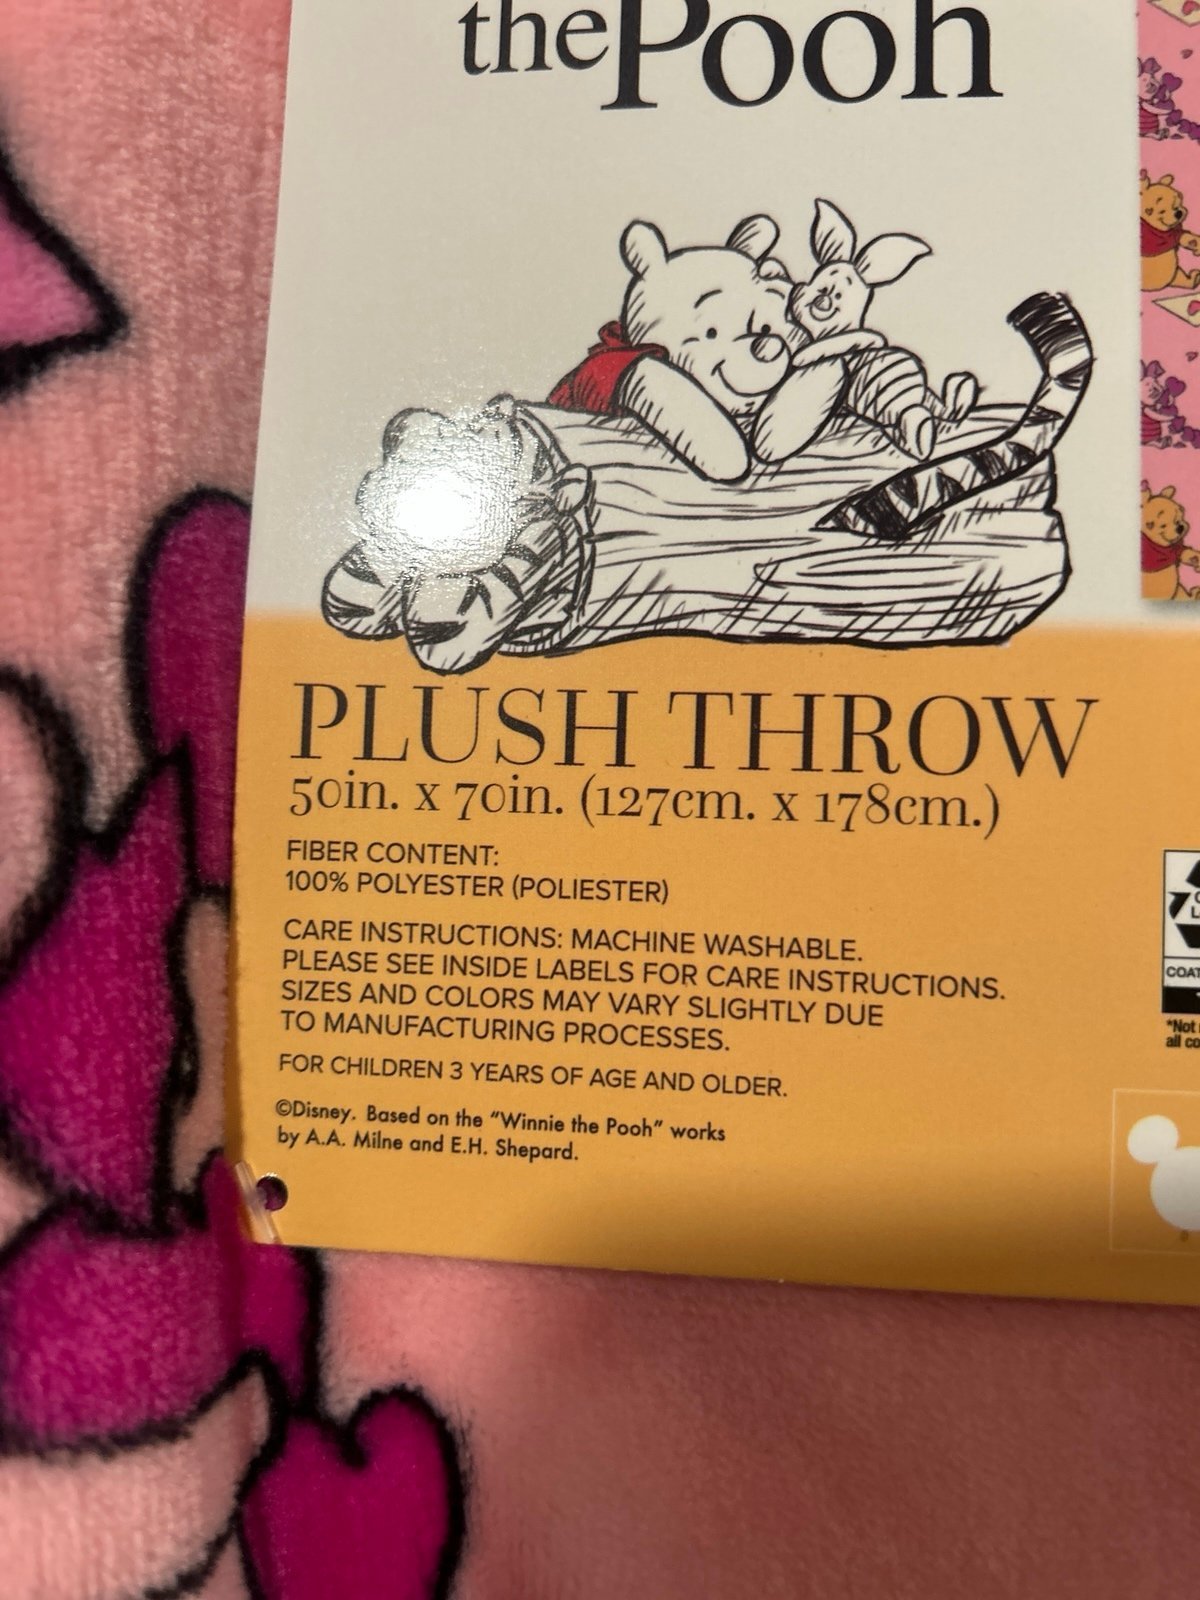 the Pooh
PLUSH THROW
50in. x 70in. (127cm. x 178cm.)
FIBER CONTENT:
100% POLYESTER (POLIESTER)
CARE INSTRUCTIONS: MACHINE WASHABLE.
PLEASE SEE INSIDE LABELS FOR CARE INSTRUCTIONS.
SIZES AND COLORS MAY VARY SLIGHTLY DUE
TO MANUFACTURING PROCESSES.
FOR CHILDREN 3 YEARS OF AGE AND OLDER.
©Disney. Based on the "Winnie the Pooh" works
by A.A. Milne and E.H. Shepard.
*Not
all